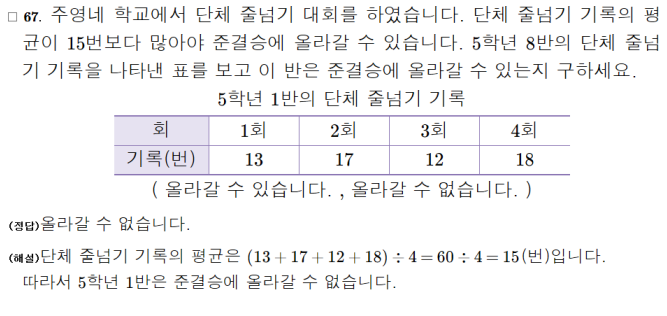 □ 67. 주영네 학교에서 단체 줄넘기 대회를 하였습니다. 단체 줄넘기 기록의 평
균이 15번보다 많아야 준결승에 올라갈 수 있습니다. 5학년 8반의 단체 줄넘
기 기록을 나타낸 표를 보고 이 반은 준결승에 올라갈 수 있는지 구하세요.
5학년 1반의 단체 줄넘기 기록
회 1회 2회 3회 4회
기록(번) 13 17 12 18
( 올라갈 수 있습니다. , 올라갈 수 없습니다. )
(정답)올라갈 수 없습니다.
(해설)단체 줄넘기 기록의 평균은 (13+17+12+18)÷4=60÷4=15(번)입니다.
따라서 5학년 1반은 준결승에 올라갈 수 없습니다.